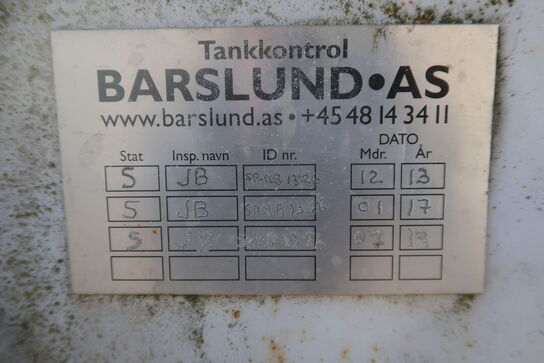 Tankkontrol
BARSLUND•AS
www.barslund.as • +45 48 14 34 11
DATO
Stat Insp. navn ID nr. Mdr. År
S JB 12 13
S JB 01 17
S 07 19